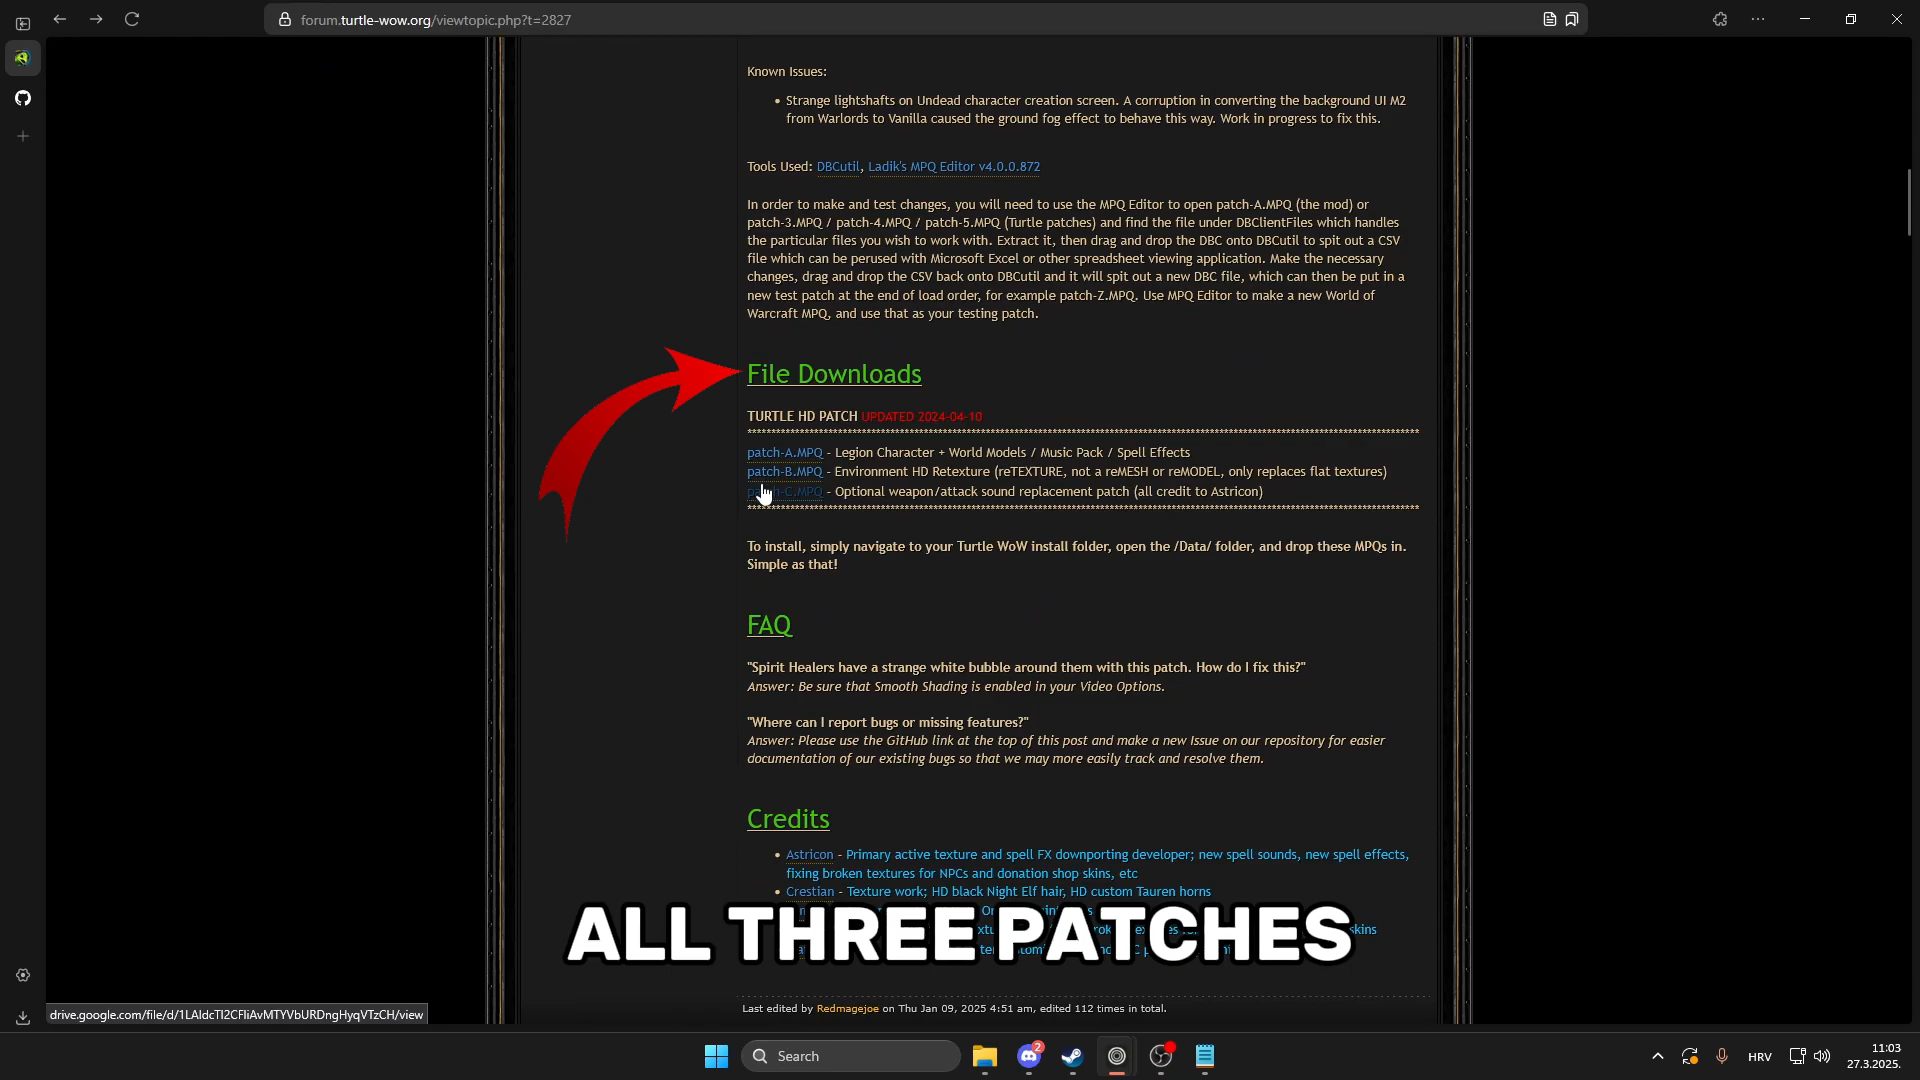 forum.turtle-wow.org/viewtopic.php?t=2827
Known Issues:
• Strange lightshafts on Undead character creation screen. A corruption in converting the background UI M2
from Warlords to Vanilla caused the ground fog effect to behave this way. Work in progress to fix this.
Tools Used: DBCutil, Ladik's MPQ Editor v4.0.0.872
In order to make and test changes, you will need to use the MPQ Editor to open patch-A.MPQ (the mod) or
patch-3.MPQ / patch-4.MPQ / patch-5.MPQ (Turtle patches) and find the file under DBClientFiles which handles
the particular files you wish to work with. Extract it, then drag and drop the DBC onto DBCutil to spit out a CSV
file which can be perused with Microsoft Excel or other spreadsheet viewing application. Make the necessary
changes, drag and drop the CSV back onto DBCutil and it will spit out a new DBC file, which can then be put in a
new test patch at the end of load order, for example patch-Z.MPQ. Use MPQ Editor to make a new World of
Warcraft MPQ, and use that as your testing patch.
File Downloads
TURTLE HD PATCH UPDATED 2024-04-10
patch-A.MPQ - Legion Character + World Models / Music Pack / Spell Effects
patch-B.MPQ - Environment HD Retexture (reTEXTURE, not a reMESH or reMODEL, only replaces flat textures)
patch-C.MPQ - Optional weapon/attack sound replacement patch (all credit to Astricon)
To install, simply navigate to your Turtle WoW install folder, open the /Data/ folder, and drop these MPQs in.
Simple as that!
FAQ
"Spirit Healers have a strange white bubble around them with this patch. How do I fix this?"
Answer: Be sure that Smooth Shading is enabled in your Video Options.
"Where can I report bugs or missing features?"
Answer: Please use the GitHub link at the top of this post and make a new Issue on our repository for easier
documentation of our existing bugs so that we may more easily track and resolve them.
Credits
• Astricon - Primary active texture and spell FX downporting developer; new spell sounds, new spell effects,
fixing broken textures for NPCs and donation shop skins, etc
• Crestian - Texture work; HD black Night Elf hair, HD custom Tauren horns
skins
ALL THREE PATCHES
Last edited by Redmagejoe on Thu Jan 09, 2025 4:51 am, edited 112 times in total.
drive.google.com/file/d/1LAIdcTI2CFIiAvMTYVbURDngHyqVTzCH/view
Search
2
HRV
11:03
27.3.2025.